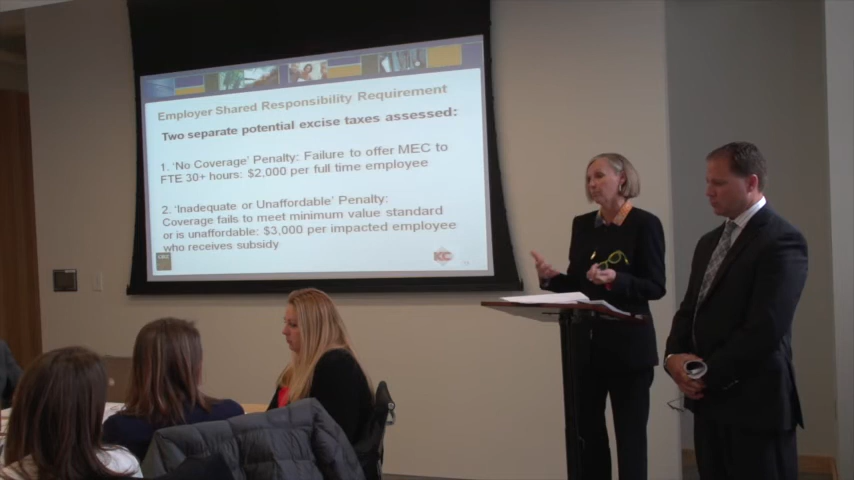 Employer Shared Responsibility Requirement
Two separate potential excise taxes assessed:
1. 'No Coverage' Penalty: Failure to offer MEC to
FTE 30+ hours: $2,000 per full time employee
2. 'Inadequate or Unaffordable' Penalty:
Coverage fails to meet minimum value standard
or is unaffordable: $3,000 per impacted employee
who receives subsidy
KC